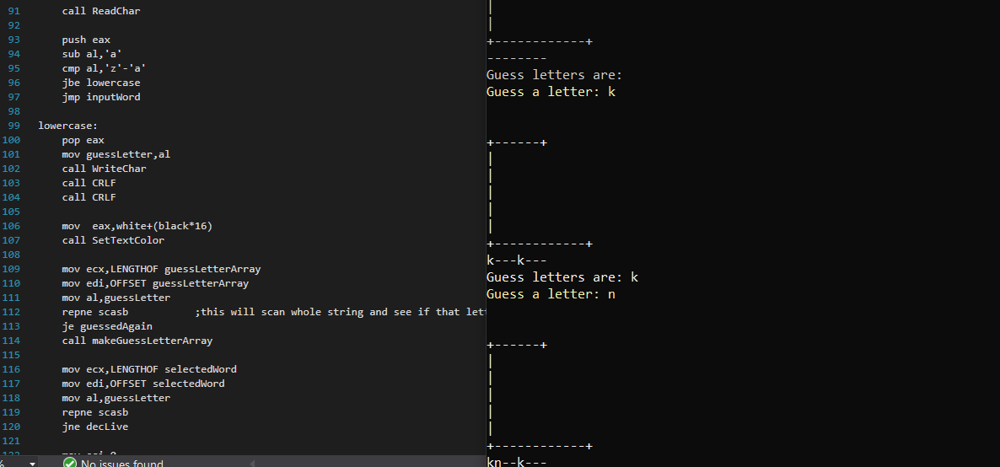 91 call ReadChar
92
93 push eax
94 sub al,'a'
95 cmp al,'z'-'a'
96 jbe lowercase
97 jmp inputWord
98
99 lowercase:
100 pop eax
101 mov guessLetter,al
102 call WriteChar
103 call CRLF
104 call CRLF
105
106 mov  eax,white+(black*16)
107 call SetTextColor
108
109 mov ecx,LENGTHOF guessLetterArray
110 mov edi,OFFSET guessLetterArray
111 mov al,guessLetter
112 repne scasb ;this will scan whole string and see if that
113 je guessedAgain
114 call makeGuessLetterArray
115
116 mov ecx,LENGTHOF selectedWord
117 mov edi,OFFSET selectedWord
118 mov al,guessLetter
119 repne scasb
120 jne decLive
121
No issues found
|
|
+------------+
--------
Guess letters are:
Guess a letter: k
+------+
|
|
|
|
|
+------------+
k---k---
Guess letters are: k
Guess a letter: n
+------+
|
|
|
|
|
+------------+
kn--k---